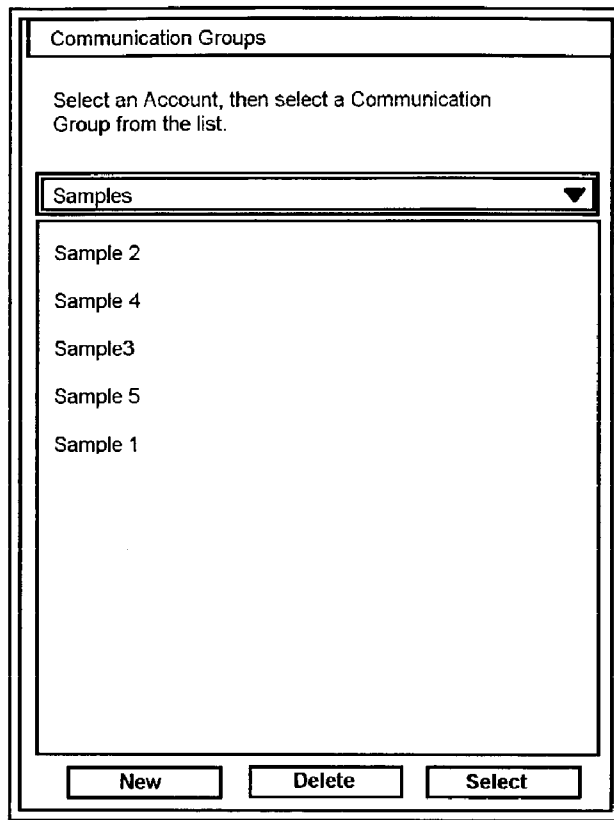 Communication Groups
Select an Account, then select a Communication
Group from the list.
Samples
Sample 2
Sample 4
Sample3
Sample 5
Sample 1
New Delete Select